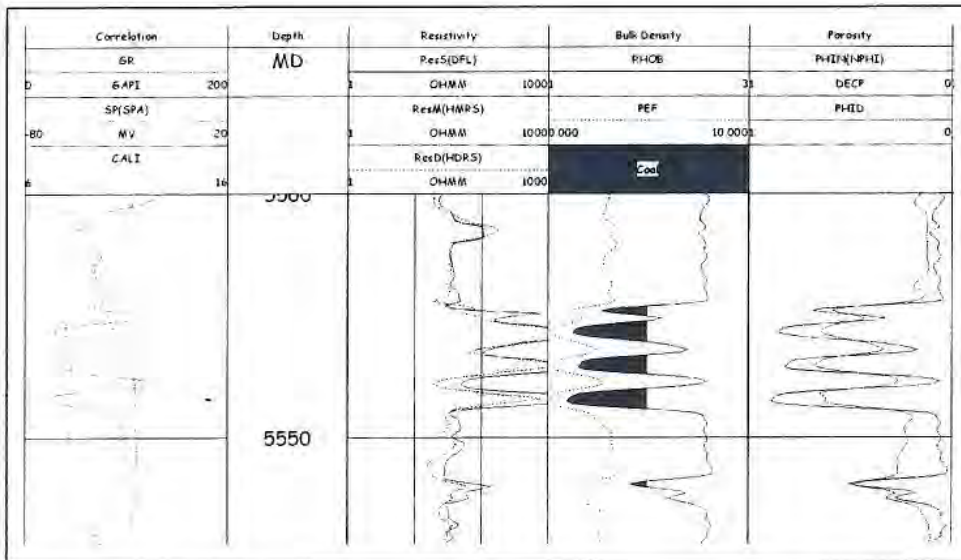 Correlation Depth Resistivity Bulk Density Porosity
GR MD ResS(DFL) RHOB PHIN(NPHI)
0 GAPI 200 1 OHMM 1000 1 3 1 DECP 0
SP(SPA) ResM(HMRS) PEF PHID
-80 MV 20 1 OHMM 1000 0.000 10.000 1 0
CALI ResD(HDRS) Coal
6 16 1 OHMM 1000
5500
5550